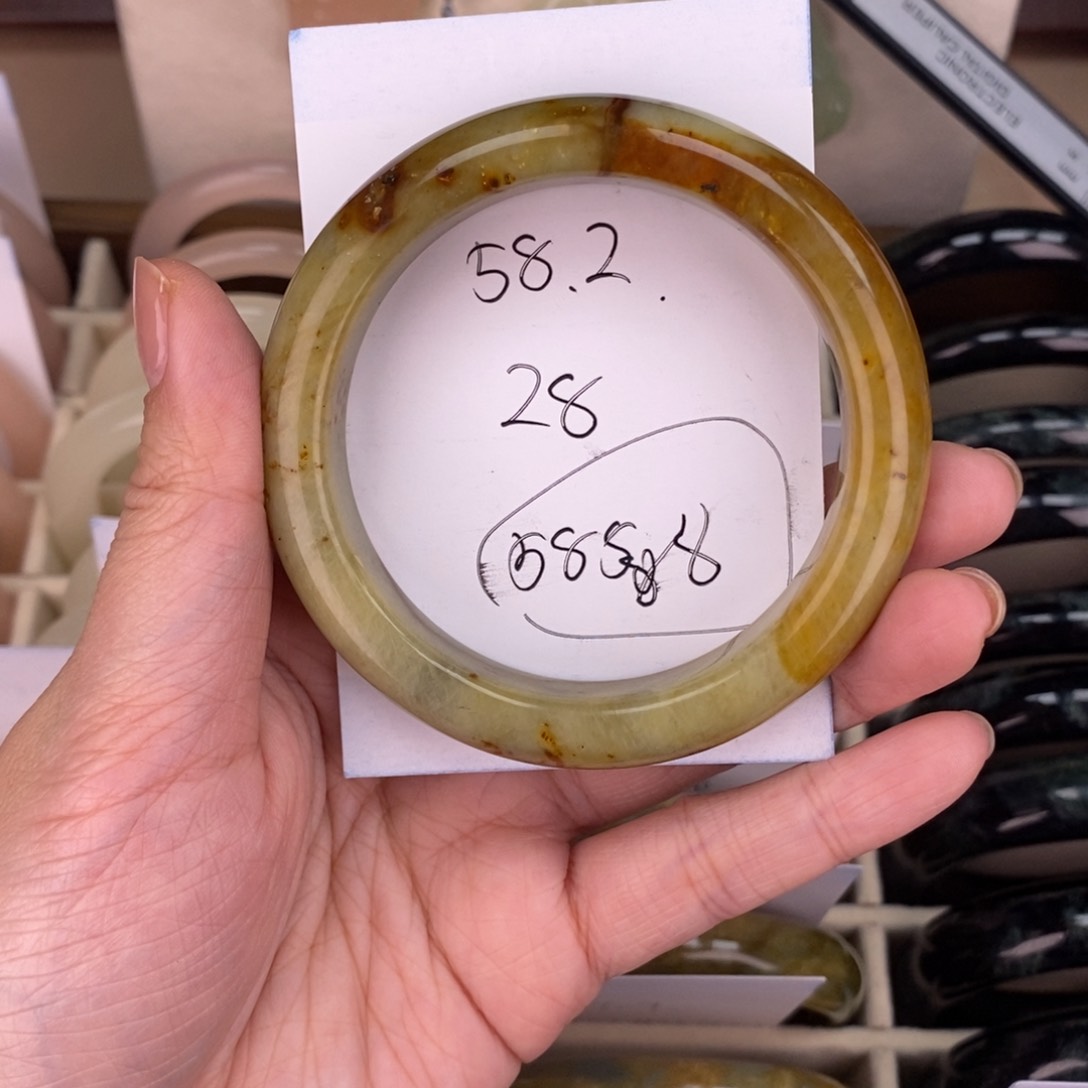 58.2.
28
ELECTRONIC
DIGITAL CALIPER